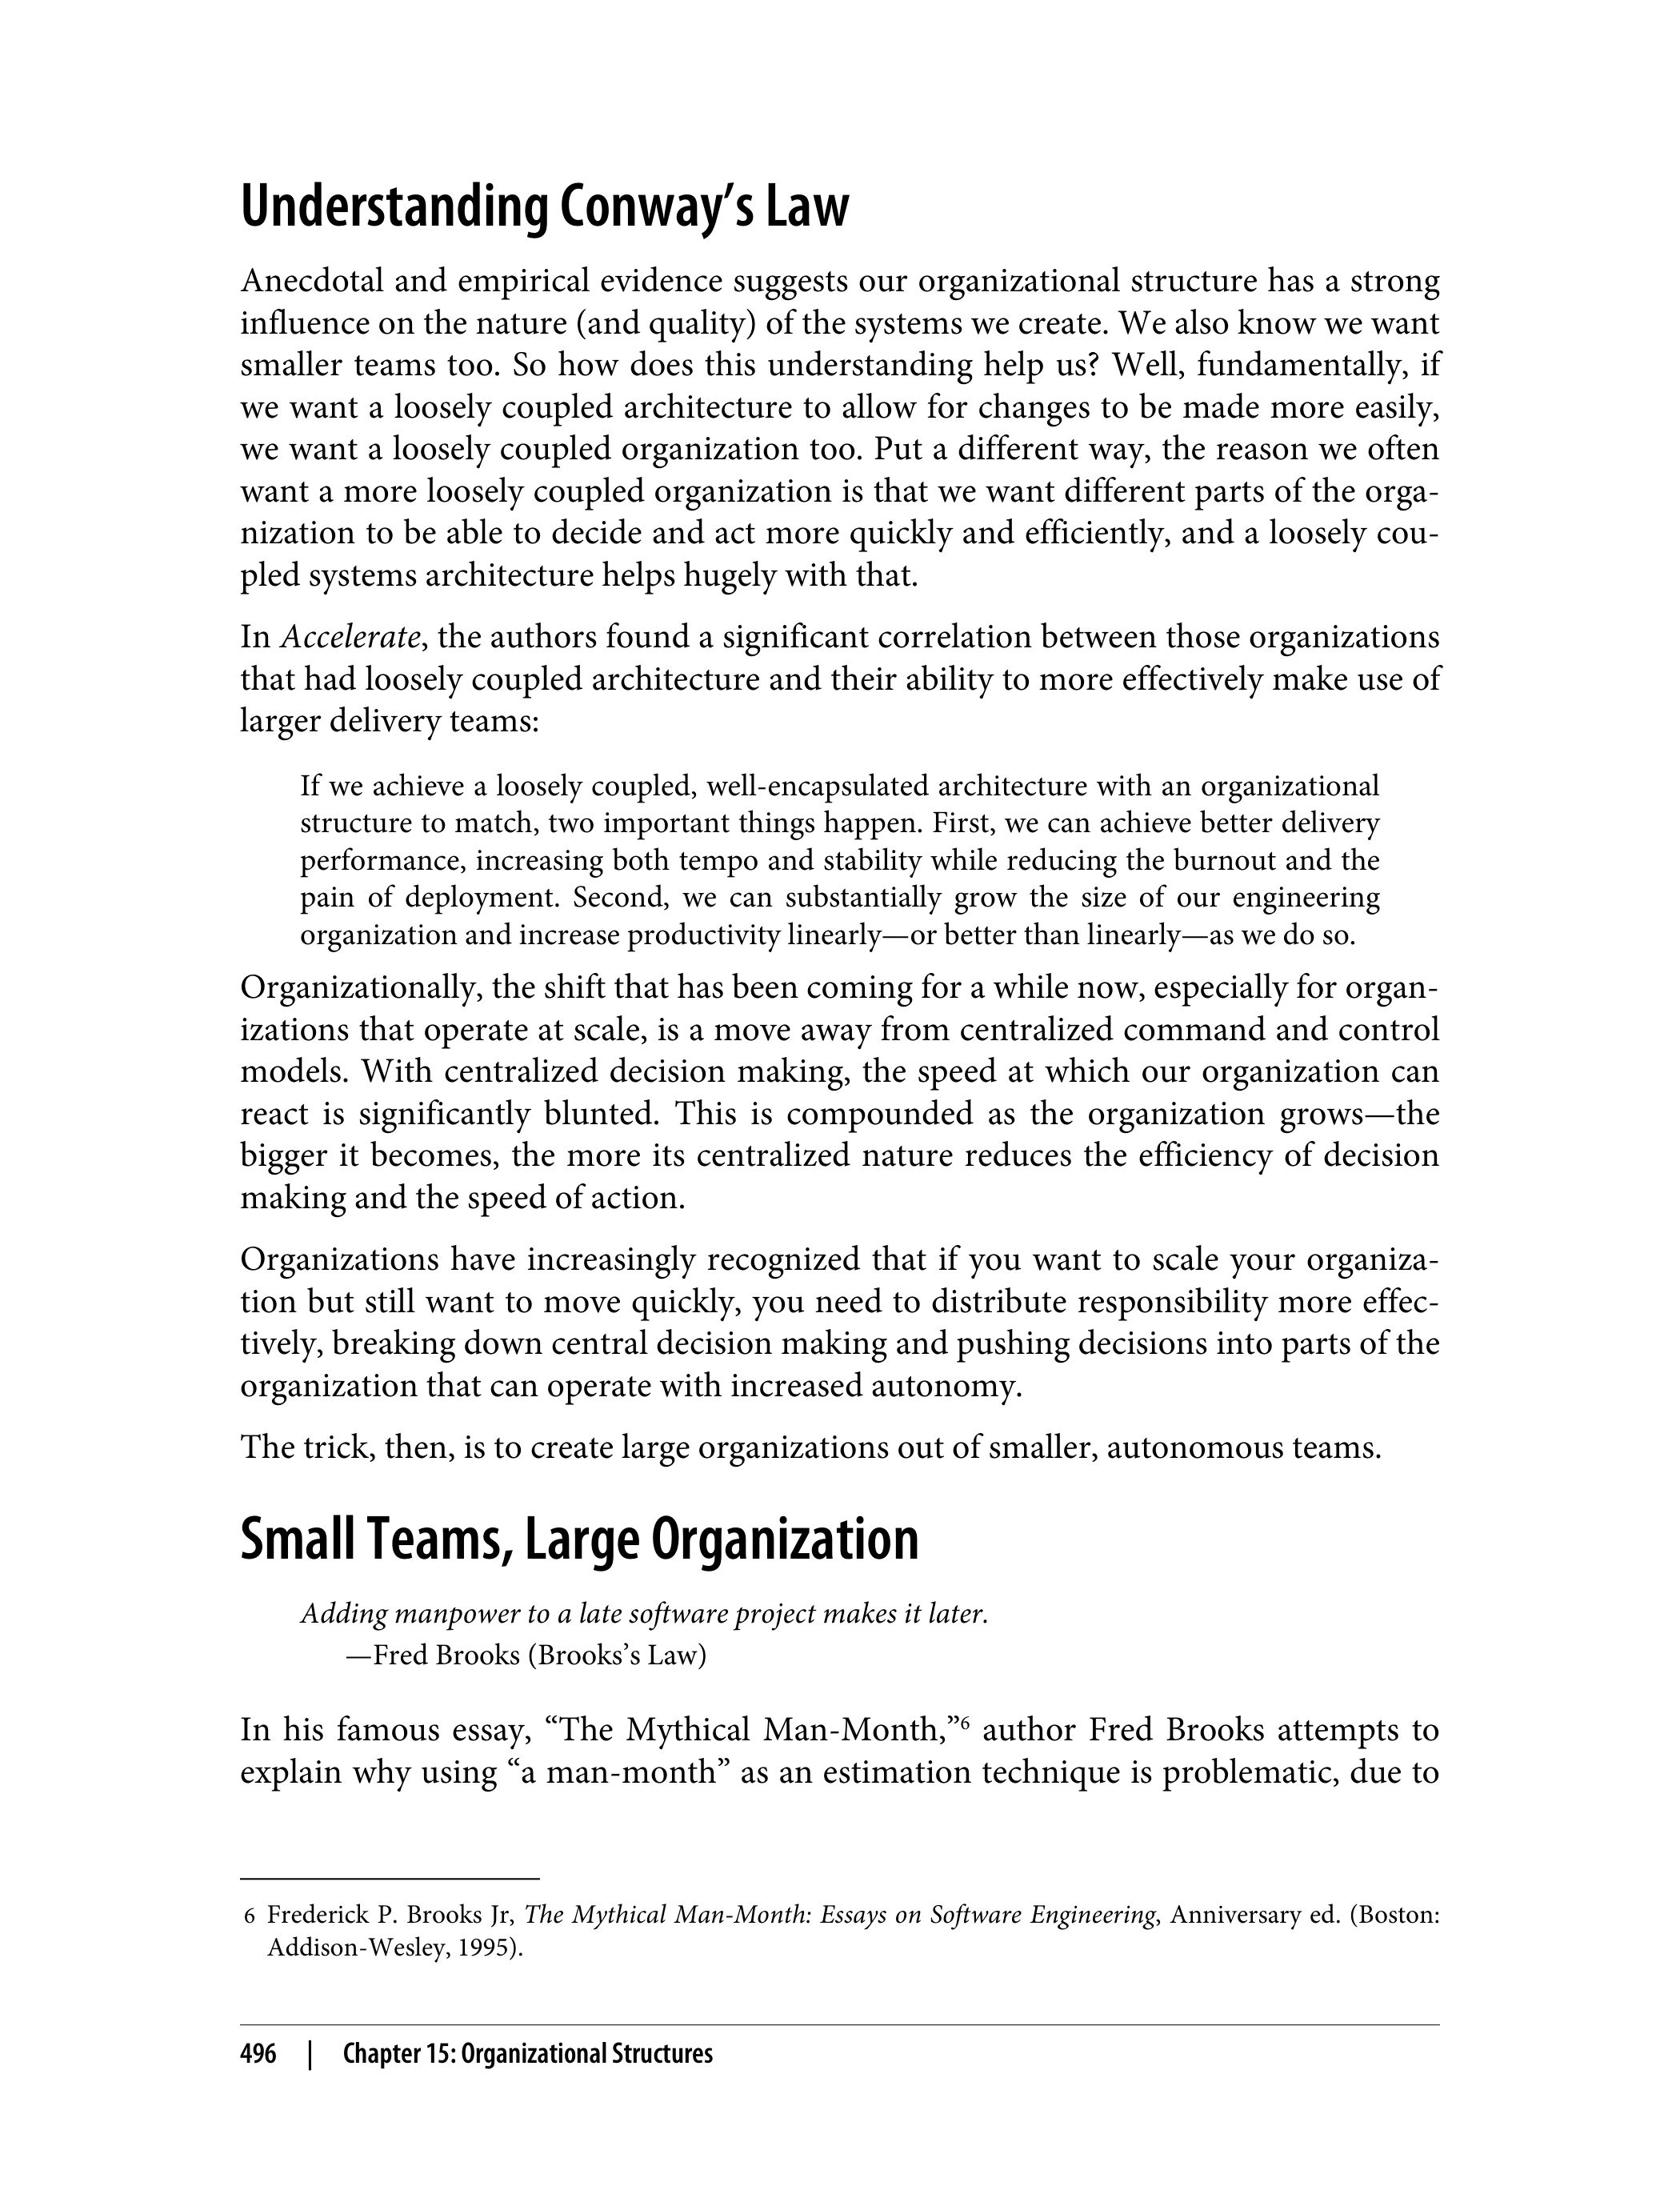 Understanding Conway’s Law
Anecdotal and empirical evidence suggests our organizational structure has a strong
influence on the nature (and quality) of the systems we create. We also know we want
smaller teams too. So how does this understanding help us? Well, fundamentally, if
we want a loosely coupled architecture to allow for changes to be made more easily,
we want a loosely coupled organization too. Put a different way, the reason we often
want a more loosely coupled organization is that we want different parts of the orga-
nization to be able to decide and act more quickly and efficiently, and a loosely cou-
pled systems architecture helps hugely with that.
In Accelerate, the authors found a significant correlation between those organizations
that had loosely coupled architecture and their ability to more effectively make use of
larger delivery teams:
If we achieve a loosely coupled, well-encapsulated architecture with an organizational
structure to match, two important things happen. First, we can achieve better delivery
performance, increasing both tempo and stability while reducing the burnout and the
pain of deployment. Second, we can substantially grow the size of our engineering
organization and increase productivity linearly—or better than linearly—as we do so.
Organizationally, the shift that has been coming for a while now, especially for organ-
izations that operate at scale, is a move away from centralized command and control
models. With centralized decision making, the speed at which our organization can
react is significantly blunted. This is compounded as the organization grows—the
bigger it becomes, the more its centralized nature reduces the efficiency of decision
making and the speed of action.
Organizations have increasingly recognized that if you want to scale your organiza-
tion but still want to move quickly, you need to distribute responsibility more effec-
tively, breaking down central decision making and pushing decisions into parts of the
organization that can operate with increased autonomy.
The trick, then, is to create large organizations out of smaller, autonomous teams.
Small Teams, Large Organization
Adding manpower to a late software project makes it later.
—Fred Brooks (Brooks’s Law)
In his famous essay, “The Mythical Man-Month,”6 author Fred Brooks attempts to
explain why using “a man-month” as an estimation technique is problematic, due to
6 Frederick P. Brooks Jr, The Mythical Man-Month: Essays on Software Engineering, Anniversary ed. (Boston:
Addison-Wesley, 1995).
496 | Chapter 15: Organizational Structures